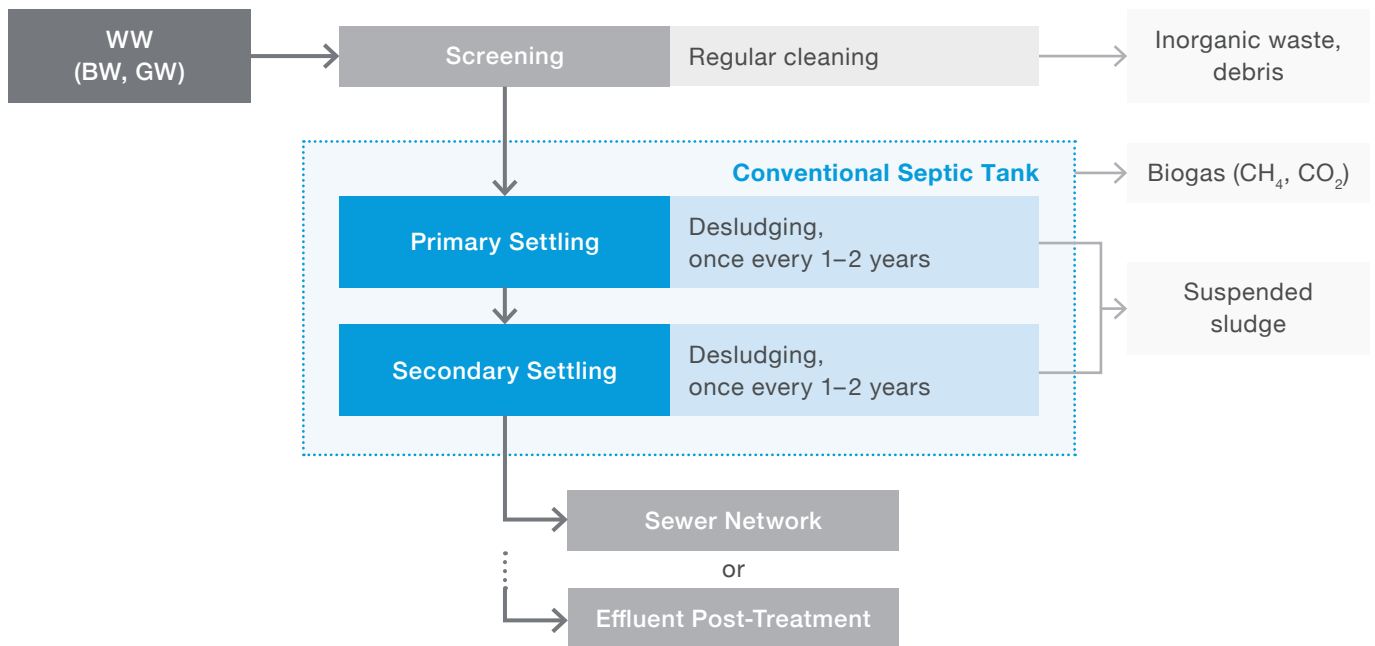 WW
(BW, GW)
Screening
Regular cleaning
Inorganic waste,
debris
Conventional Septic Tank
Biogas (CH₄, CO₂)
Primary Settling
Desludging,
once every 1–2 years
Suspended
sludge
Secondary Settling
Desludging,
once every 1–2 years
Sewer Network
or
Effluent Post-Treatment